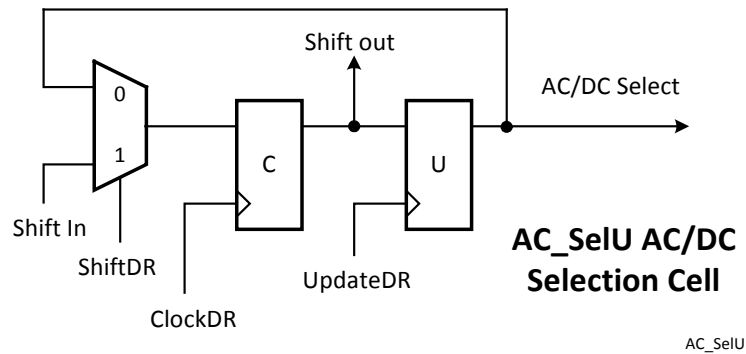 Shift out
AC/DC Select
0
1
C
U
Shift In
ShiftDR
ClockDR
UpdateDR
AC_SelU AC/DC
Selection Cell
AC_SelU